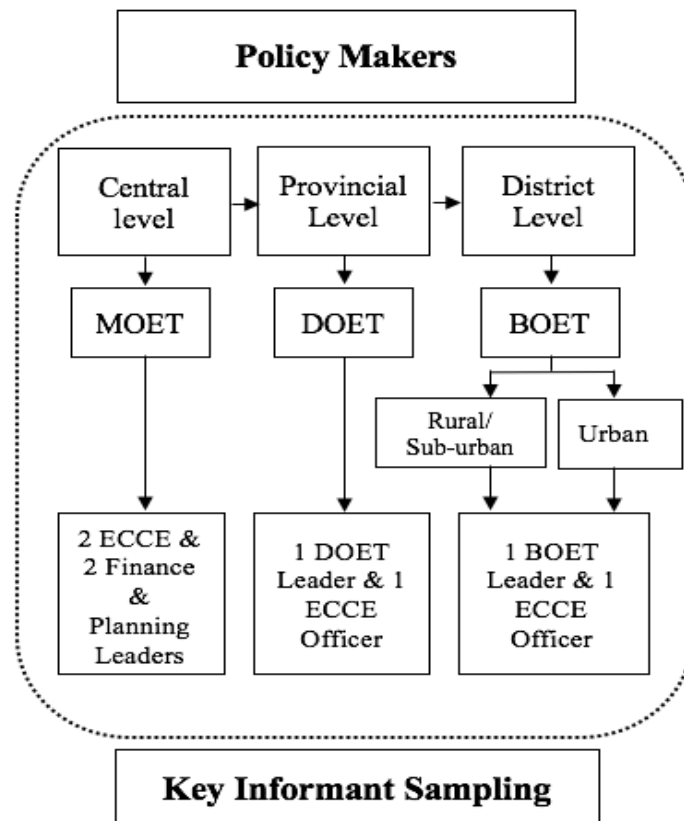 Policy Makers
Central
level
Provincial
Level
District
Level
MOET
DOET
BOET
Rural/
Sub-urban
Urban
2 ECCE &
2 Finance
&
Planning
Leaders
1 DOET
Leader & 1
ECCE
Officer
1 BOET
Leader & 1
ECCE
Officer
Key Informant Sampling